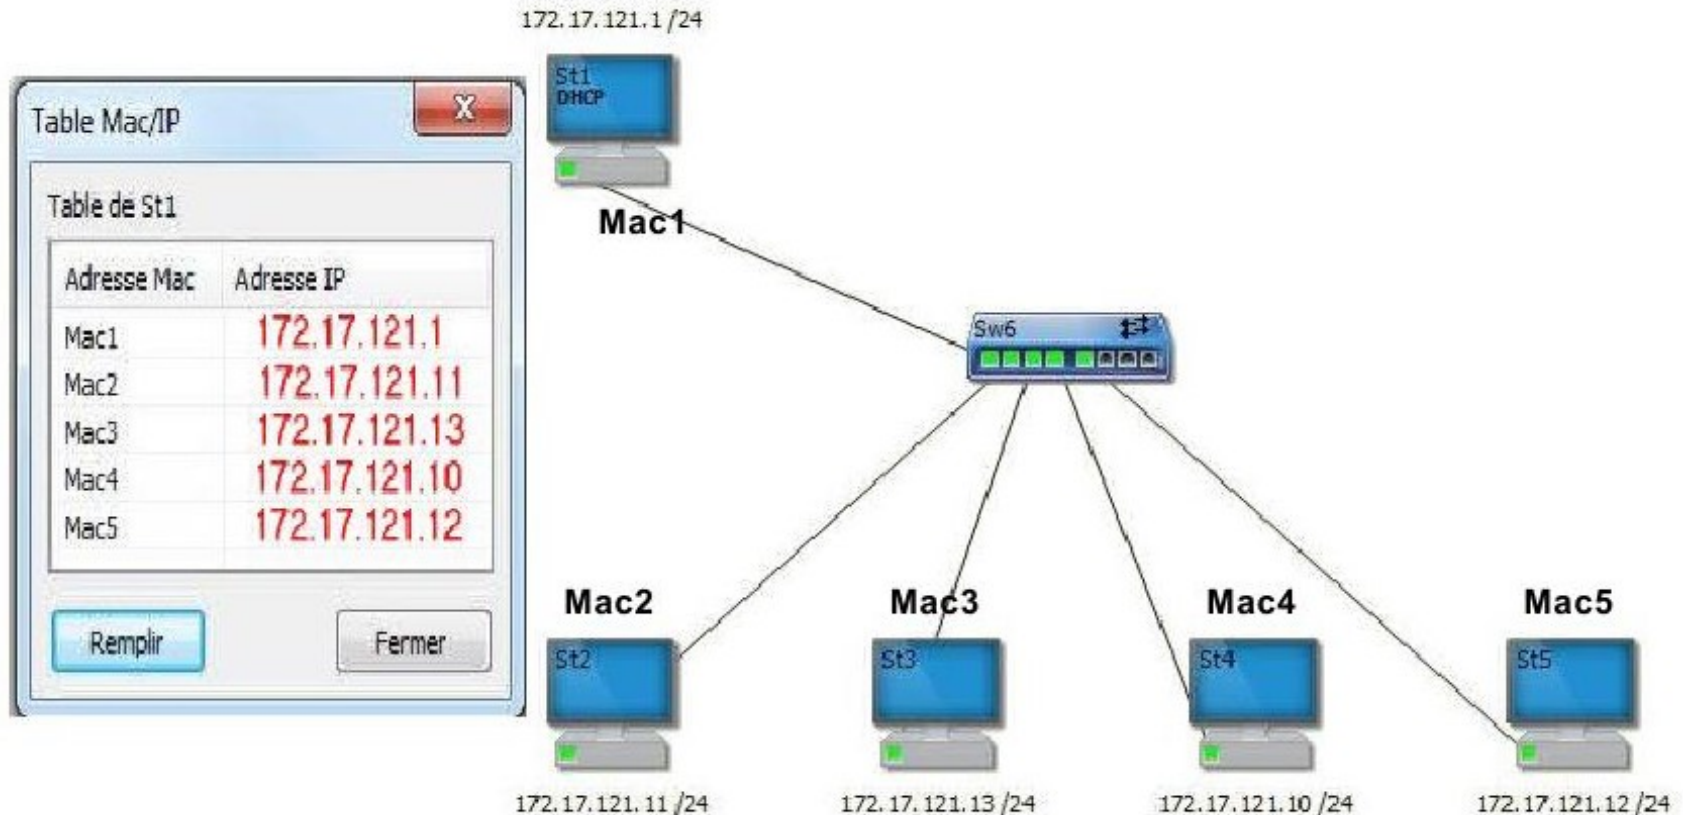 172.17.121.1 /24
St1
DHCP
Mac1
Table Mac/IP
X
Table de St1
Adresse Mac Adresse IP
Mac1 172.17.121.1
Mac2 172.17.121.11
Mac3 172.17.121.13
Mac4 172.17.121.10
Mac5 172.17.121.12
Remplir Fermer
Sw6
Mac2 Mac3 Mac4 Mac5
St2 St3 St4 St5
172.17.121.11 /24 172.17.121.13 /24 172.17.121.10 /24 172.17.121.12 /24